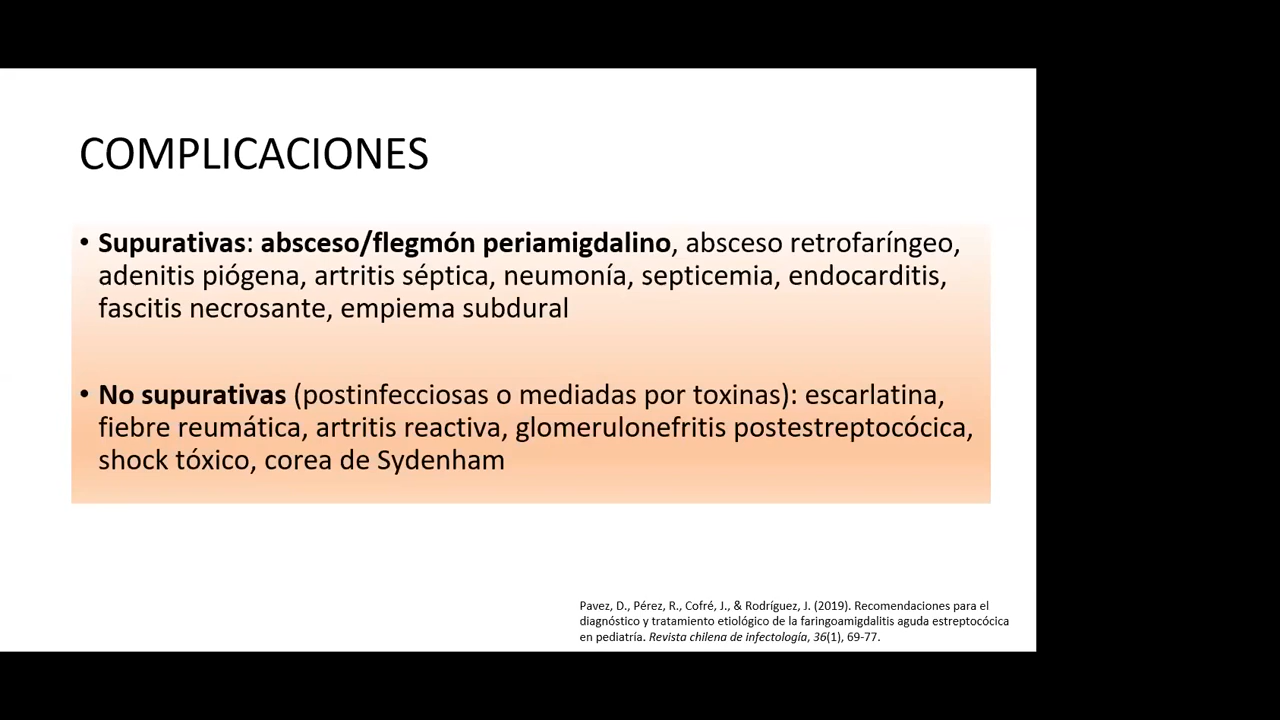 COMPLICACIONES
• Supurativas: absceso/flegmón periamigdalino, absceso retrofaríngeo,
adenitis piógena, artritis séptica, neumonía, septicemia, endocarditis,
fascitis necrosante, empiema subdural
• No supurativas (postinfecciosas o mediadas por toxinas): escarlatina,
fiebre reumática, artritis reactiva, glomerulonefritis postestreptocócica,
shock tóxico, corea de Sydenham
Pavez, D., Pérez, R., Cofré, J., & Rodríguez, J. (2019). Recomendaciones para el
diagnóstico y tratamiento etiológico de la faringoamigdalitis aguda estreptocócica
en pediatría. Revista chilena de infectología, 36(1), 69-77.